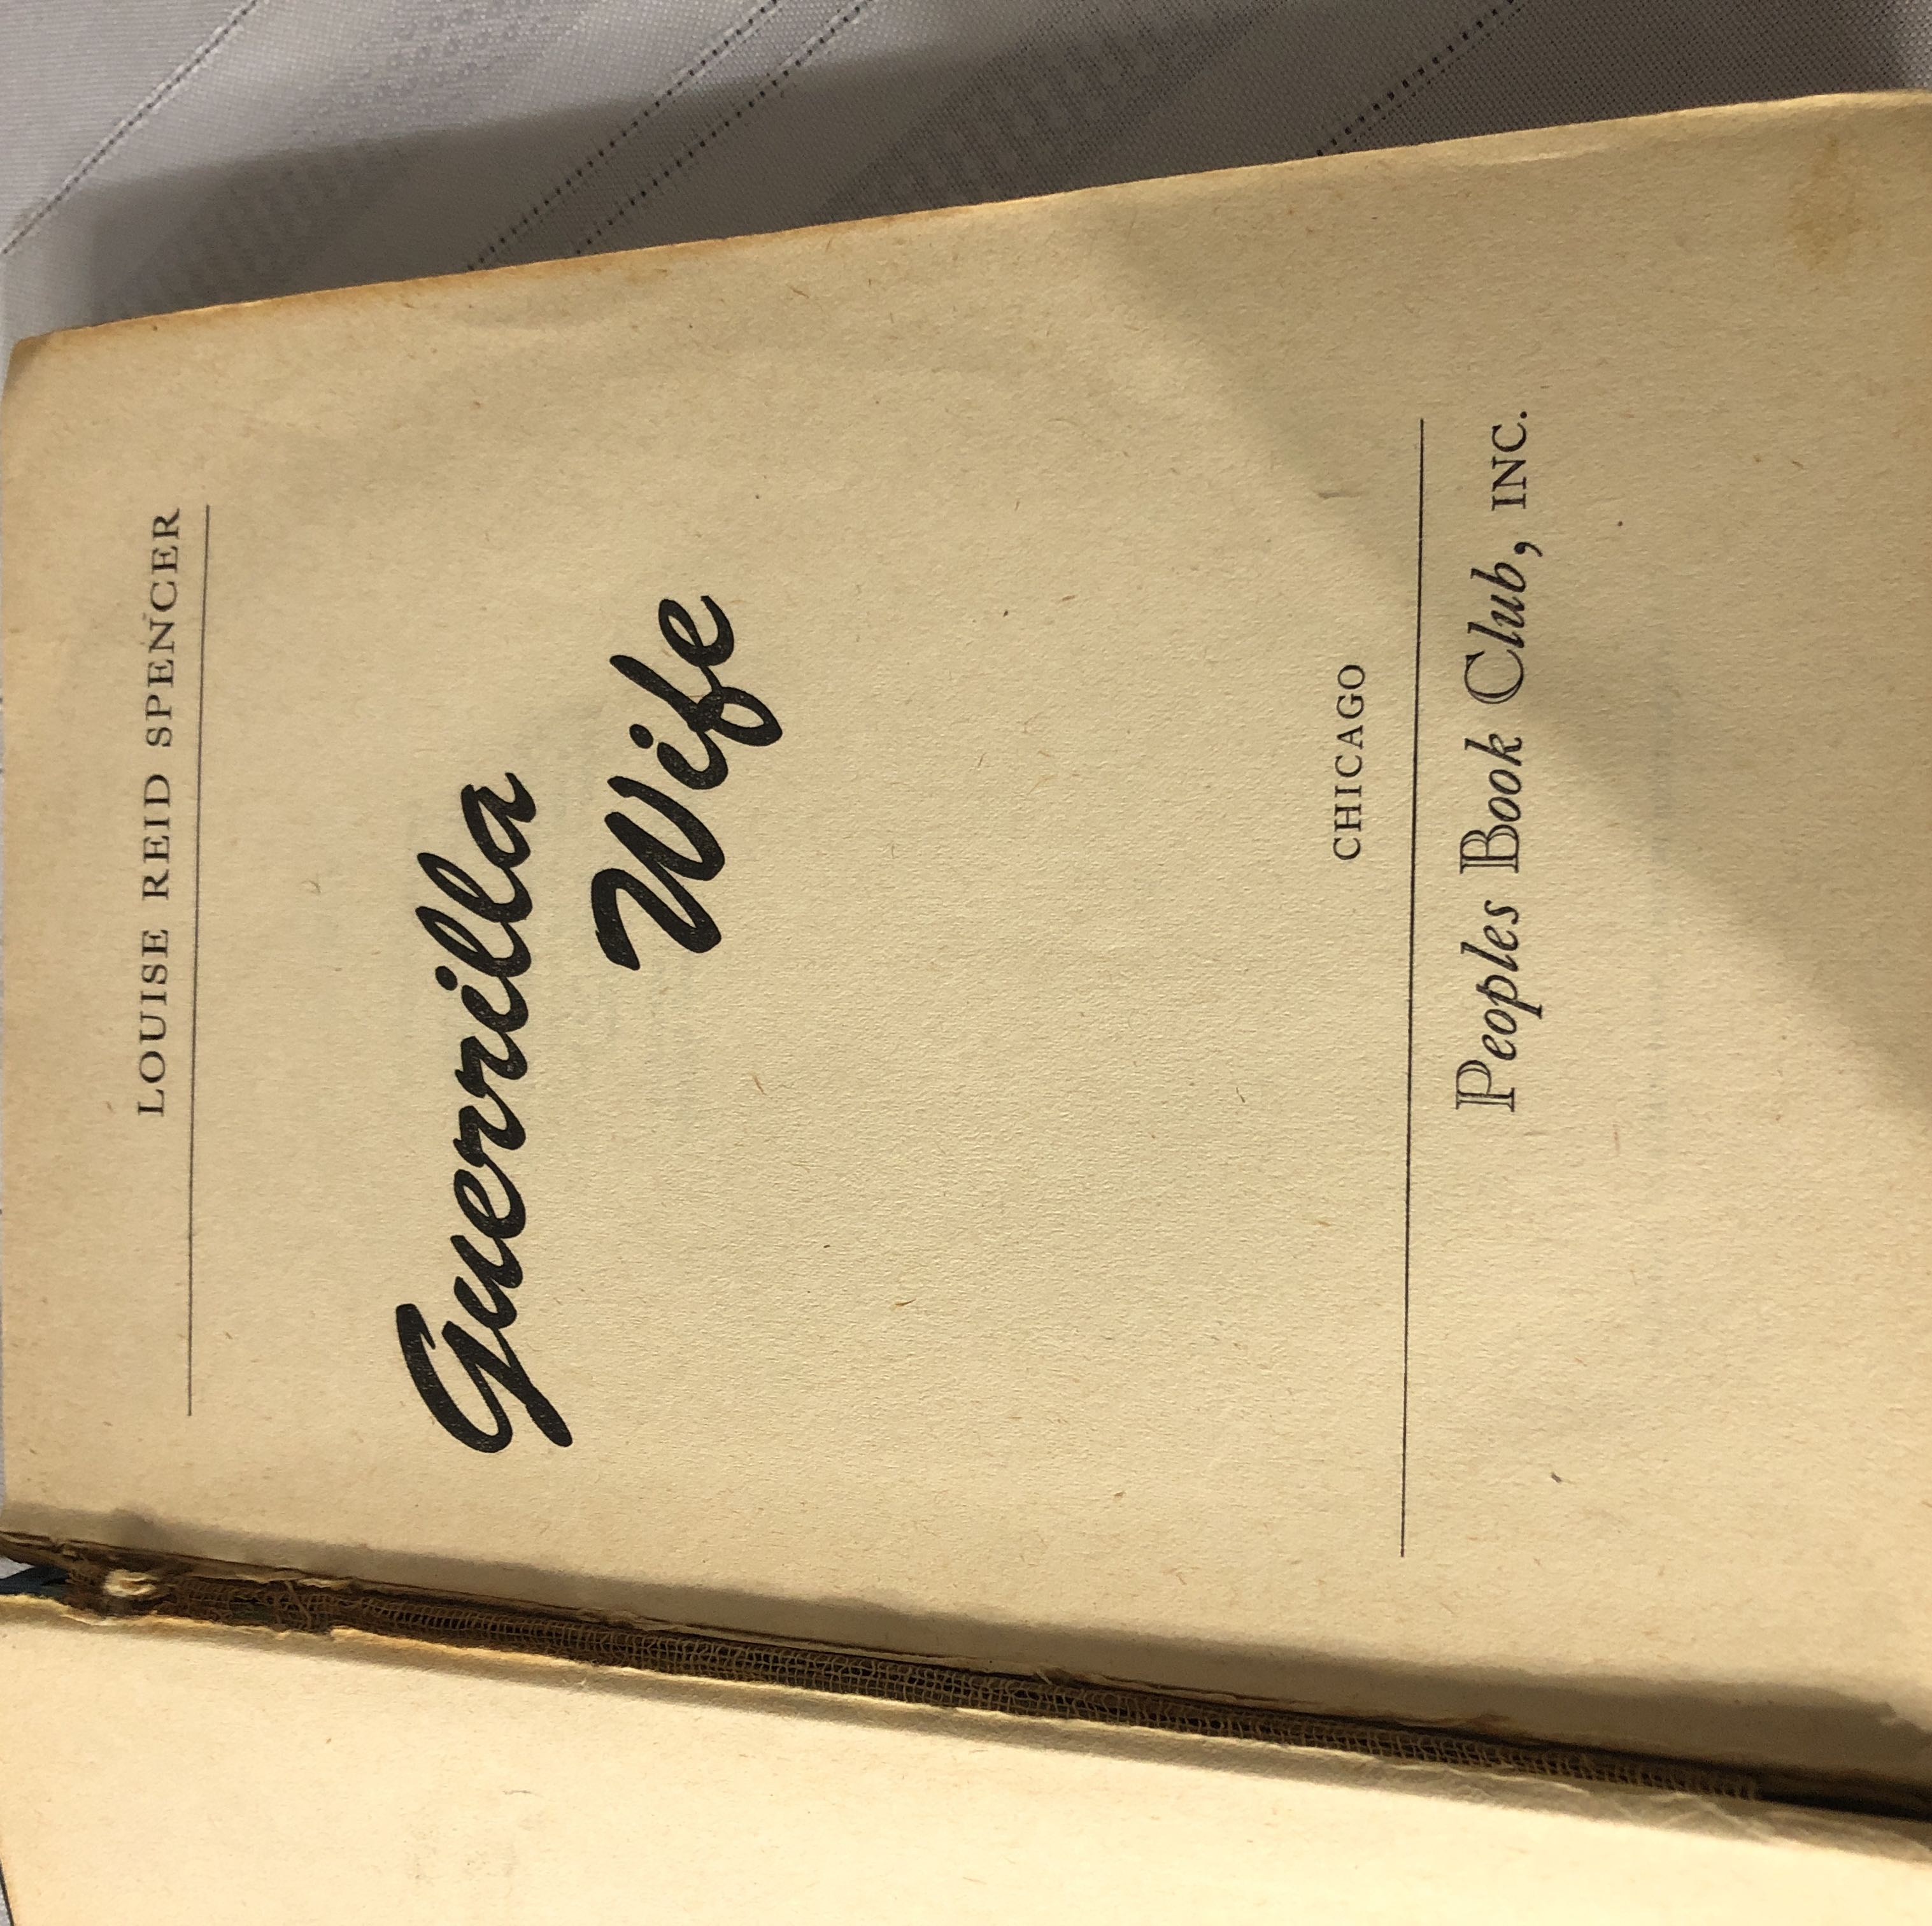 LOUISE REID SPENCER
Guerrilla
Wife
CHICAGO
Peoples Book Club, INC.